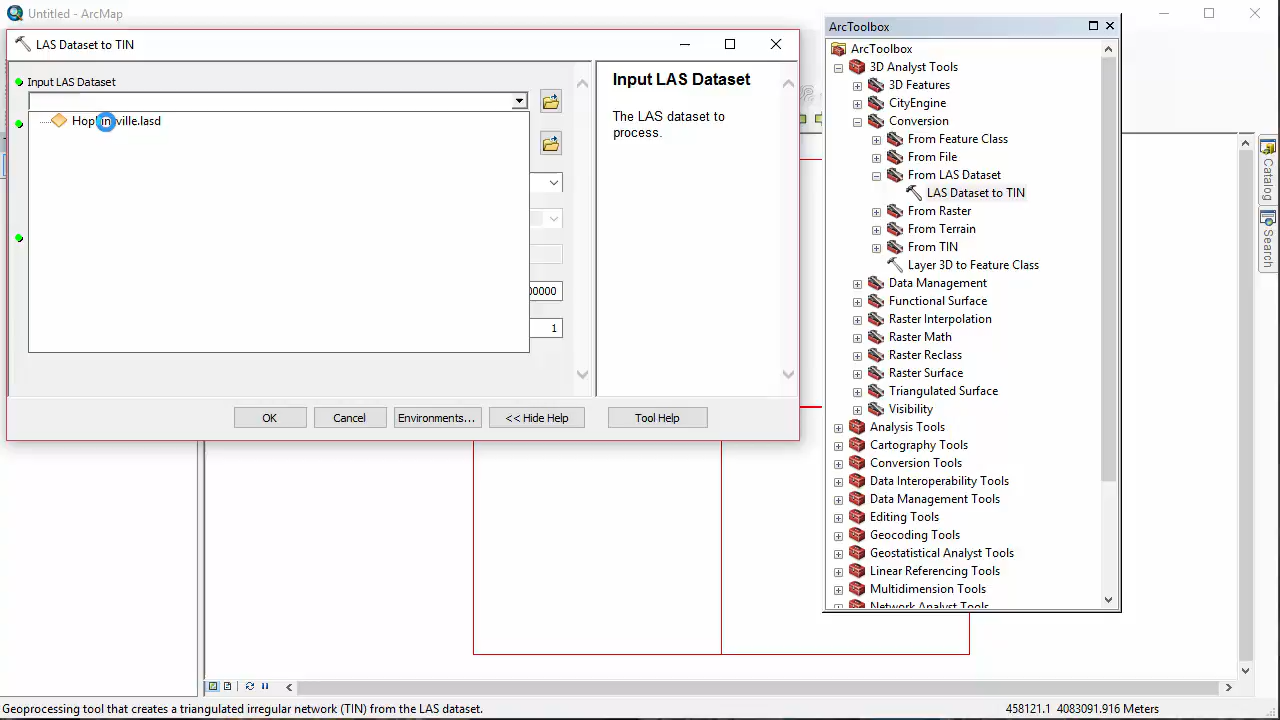 Untitled - ArcMap
LAS Dataset to TIN
Input LAS Dataset
Hopkinsville.lasd
00000
1
OK
Cancel
Environments...
<< Hide Help
Tool Help
Input LAS Dataset
The LAS dataset to
process.
ArcToolbox
ArcToolbox
3D Analyst Tools
3D Features
CityEngine
Conversion
From Feature Class
From File
From LAS Dataset
LAS Dataset to TIN
From Raster
From Terrain
From TIN
Layer 3D to Feature Class
Data Management
Functional Surface
Raster Interpolation
Raster Math
Raster Reclass
Raster Surface
Triangulated Surface
Visibility
Analysis Tools
Cartography Tools
Conversion Tools
Data Interoperability Tools
Data Management Tools
Editing Tools
Geocoding Tools
Geostatistical Analyst Tools
Linear Referencing Tools
Multidimension Tools
Network Analyst Tools
Catalog
Search
Geoprocessing tool that creates a triangulated irregular network (TIN) from the LAS dataset.
458121.1 4083091.916 Meters